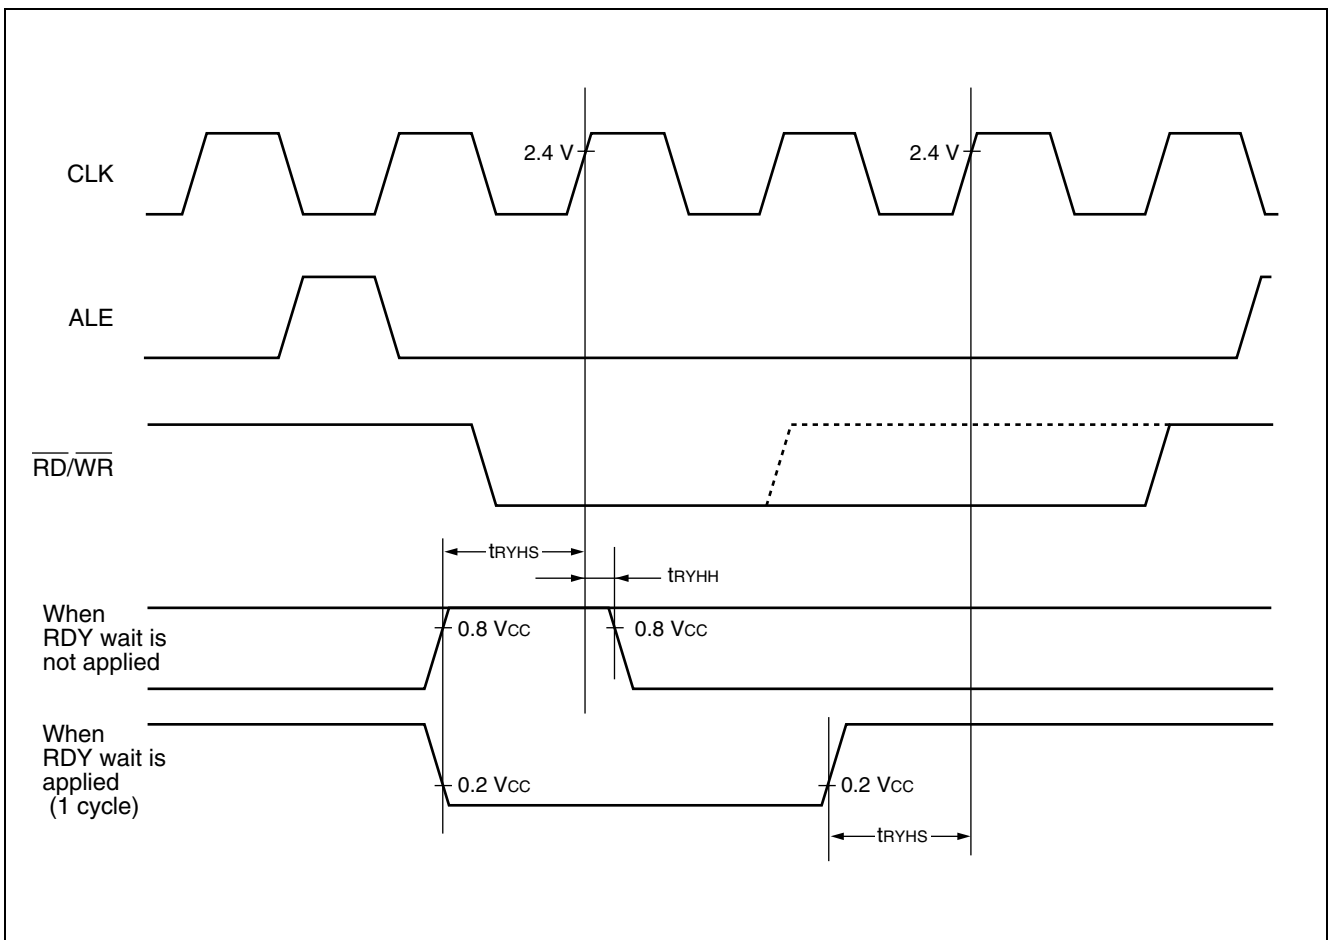 2.4 V
2.4 V
CLK
ALE
RD/WR
tRYHS
tRYHH
When
RDY wait is
not applied
0.8 VCC
0.8 VCC
When
RDY wait is
applied
(1 cycle)
0.2 VCC
0.2 VCC
tRYHS